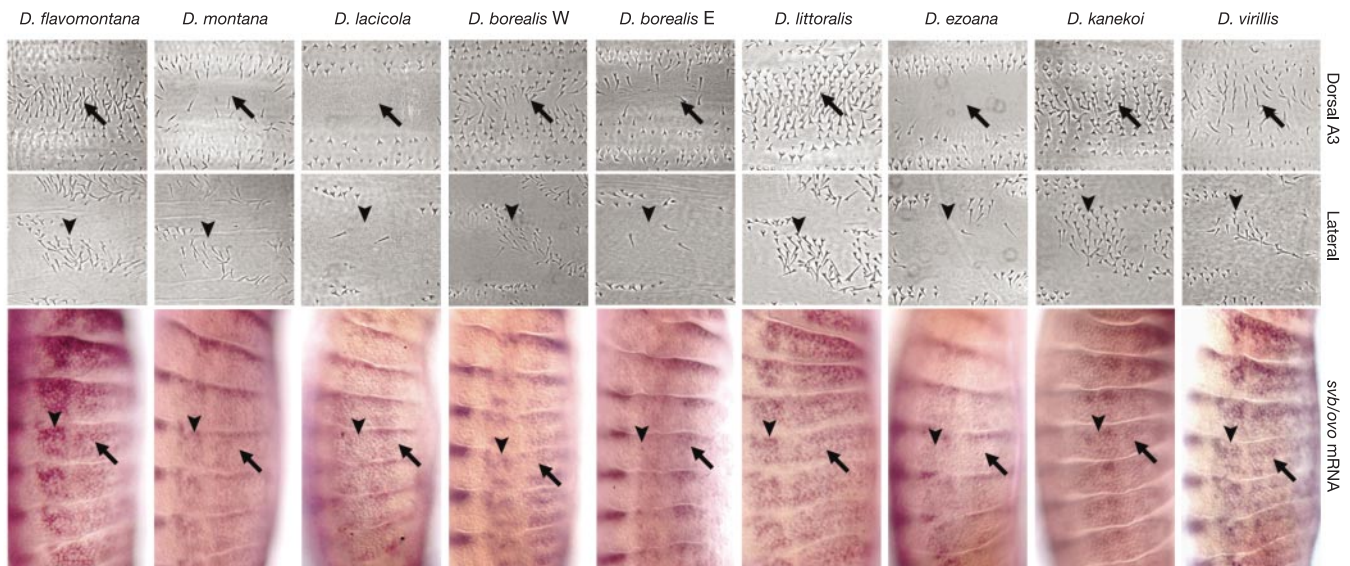 D. flavomontana D. montana D. lacicola D. borealis W D. borealis E D. littoralis D. ezoana D. kanekoi D. virillis
Dorsal A3
Lateral
svb/ovo mRNA